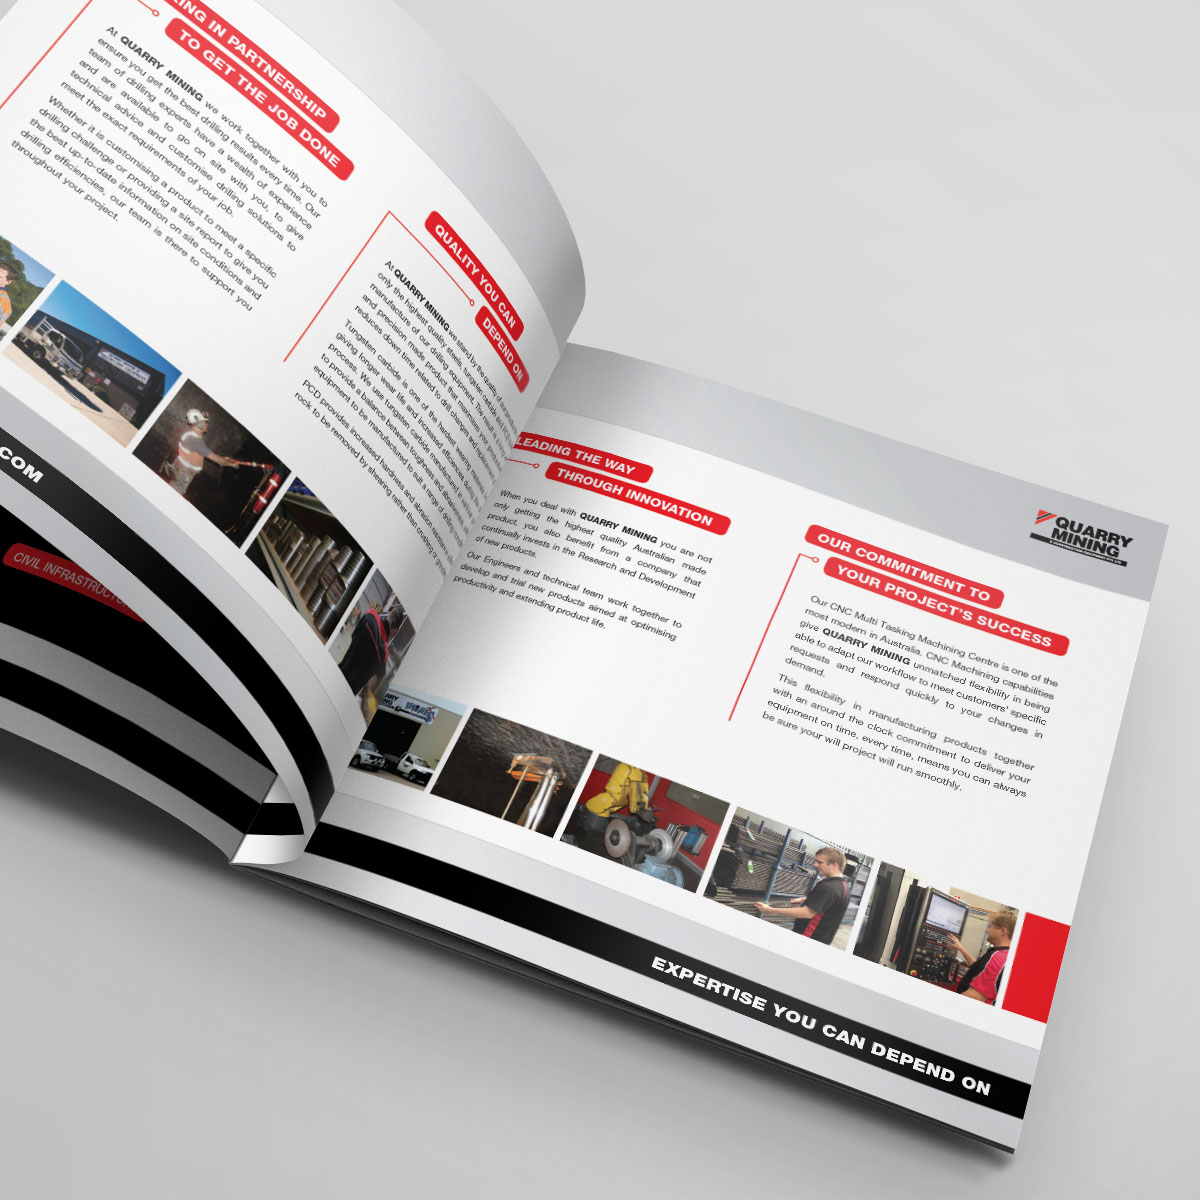 KING IN PARTNERSHIP
TO GET THE JOB DONE
At QUARRY MINING we work together with you to
ensure you get the best drilling results every time. Our
team of drilling experts have a wealth of experience
and are available to go on site with you, to give
technical advice and customise drilling solutions to
meet the exact requirements of your job.
Whether it is customising a product to meet a specific
drilling challenge or providing a site report to give you
the best up-to-date information on site conditions and
drilling efficiencies, our team is there to support you
throughout your project.
QUALITY YOU CAN
DEPEND ON
At QUARRY MINING we stand by the quality of our products
only the highest quality steels, tungsten carbide and
manufacture of our drilling equipment. The result is a
and precision made product that maximises your
reduces down time related to drill changes and
Tungsten carbide is one of the hardest wearing
giving longer wear life and increased efficiencies during
process. We use tungsten carbide manufactured in
to provide a balance between toughness and
equipment to be manufactured to suit a range of drilling
PCD provides increased hardness and abrasion
rock to be removed by shearing rather than crushing or
.COM
CIVIL INFRASTRUCTU
LEADING THE WAY
THROUGH INNOVATION
When you deal with QUARRY MINING you are not
only getting the highest quality Australian made
product, you also benefit from a company that
continually invests in the Research and Development
of new products.
Our Engineers and technical team work together to
develop and trial new products aimed at optimising
productivity and extending product life.
QUARRY
MINING
OUR COMMITMENT TO
YOUR PROJECT'S SUCCESS
Our CNC Multi Tasking Machining Centre is one of the
most modern in Australia. CNC Machining capabilities
give QUARRY MINING unmatched flexibility in being
able to adapt our workflow to meet customers' specific
requests and respond quickly to your changes in
demand.
This flexibility in manufacturing products together
with an around the clock commitment to deliver your
equipment on time, every time, means you can always
be sure your will project will run smoothly.
EXPERTISE YOU CAN DEPEND ON